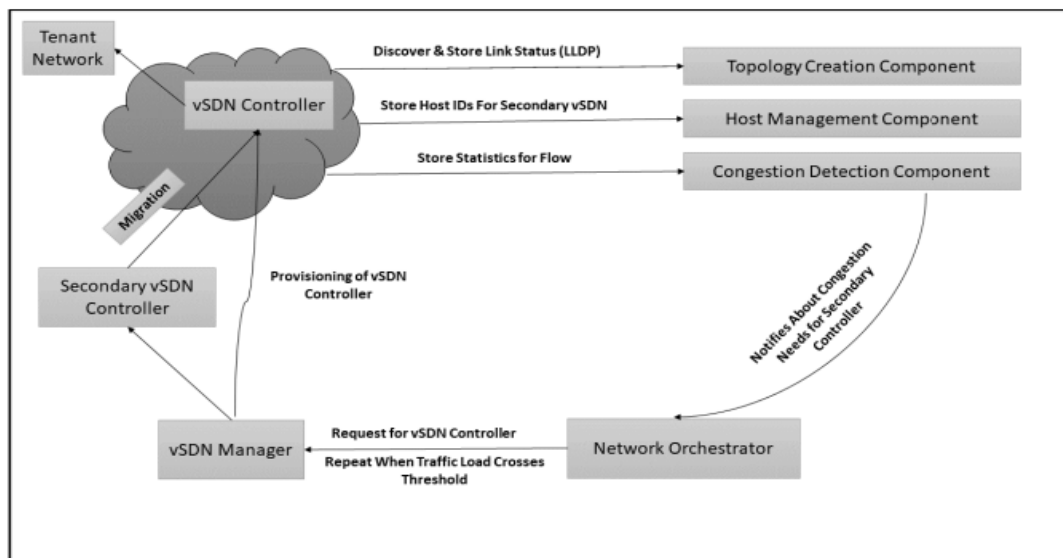 Tenant
Network
vSDN Controller
Discover & Store Link Status (LLDP)
Topology Creation Component
Store Host IDs For Secondary vSDN
Host Management Component
Store Statistics for Flow
Congestion Detection Component
Migration
Secondary vSDN
Controller
Provisioning of vSDN
Controller
Notifies About Congestion
Needs for Secondary
Controller
vSDN Manager
Request for vSDN Controller
Repeat When Traffic Load Crosses
Threshold
Network Orchestrator